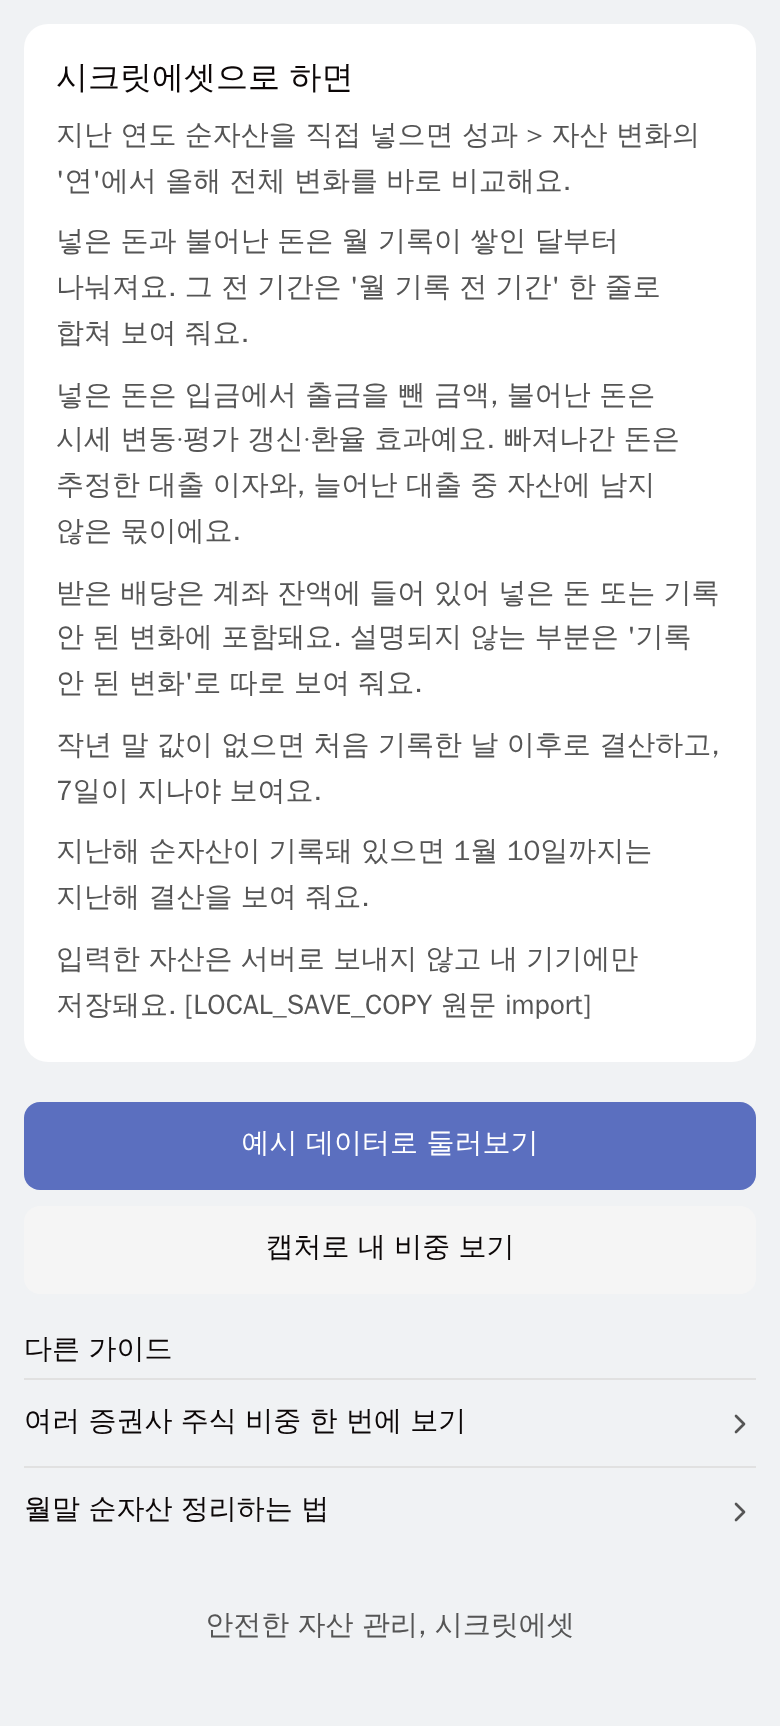 시크릿에셋으로 하면
지난 연도 순자산을 직접 넣으면 성과 > 자산 변화의
'연'에서 올해 전체 변화를 바로 비교해요.
넣은 돈과 불어난 돈은 월 기록이 쌓인 달부터
나눠져요. 그 전 기간은 '월 기록 전 기간' 한 줄로
합쳐 보여 줘요.
넣은 돈은 입금에서 출금을 뺀 금액, 불어난 돈은
시세 변동·평가 갱신·환율 효과예요. 빠져나간 돈은
추정한 대출 이자와, 늘어난 대출 중 자산에 남지
않은 몫이에요.
받은 배당은 계좌 잔액에 들어 있어 넣은 돈 또는 기록
안 된 변화에 포함돼요. 설명되지 않는 부분은 '기록
안 된 변화'로 따로 보여 줘요.
작년 말 값이 없으면 처음 기록한 날 이후로 결산하고,
7일이 지나야 보여요.
지난해 순자산이 기록돼 있으면 1월 10일까지는
지난해 결산을 보여 줘요.
입력한 자산은 서버로 보내지 않고 내 기기에만
저장돼요. [LOCAL_SAVE_COPY 원문 import]
예시 데이터로 둘러보기
캡처로 내 비중 보기
다른 가이드
여러 증권사 주식 비중 한 번에 보기
월말 순자산 정리하는 법
안전한 자산 관리, 시크릿에셋